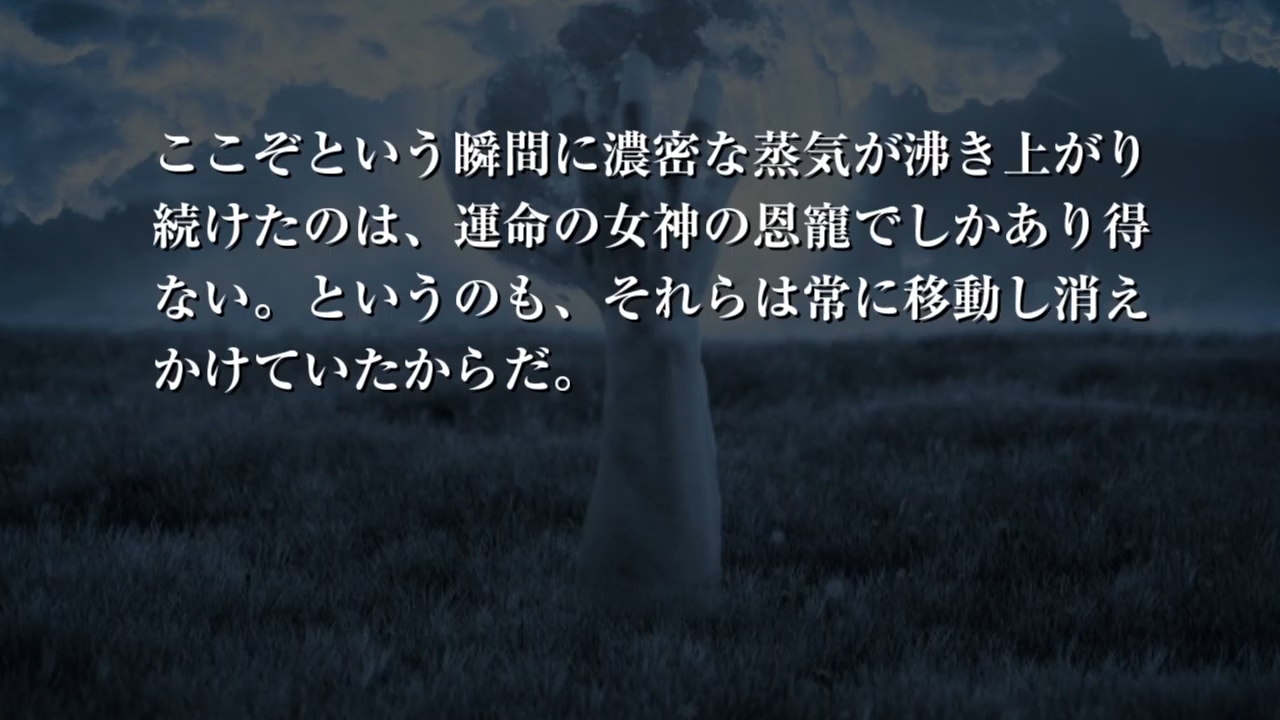 ここぞという瞬間に濃密な蒸気が沸き上がり
続けたのは、運命の女神の恩寵でしかあり得
ない。というのも、それらは常に移動し消え
かけていたからだ。